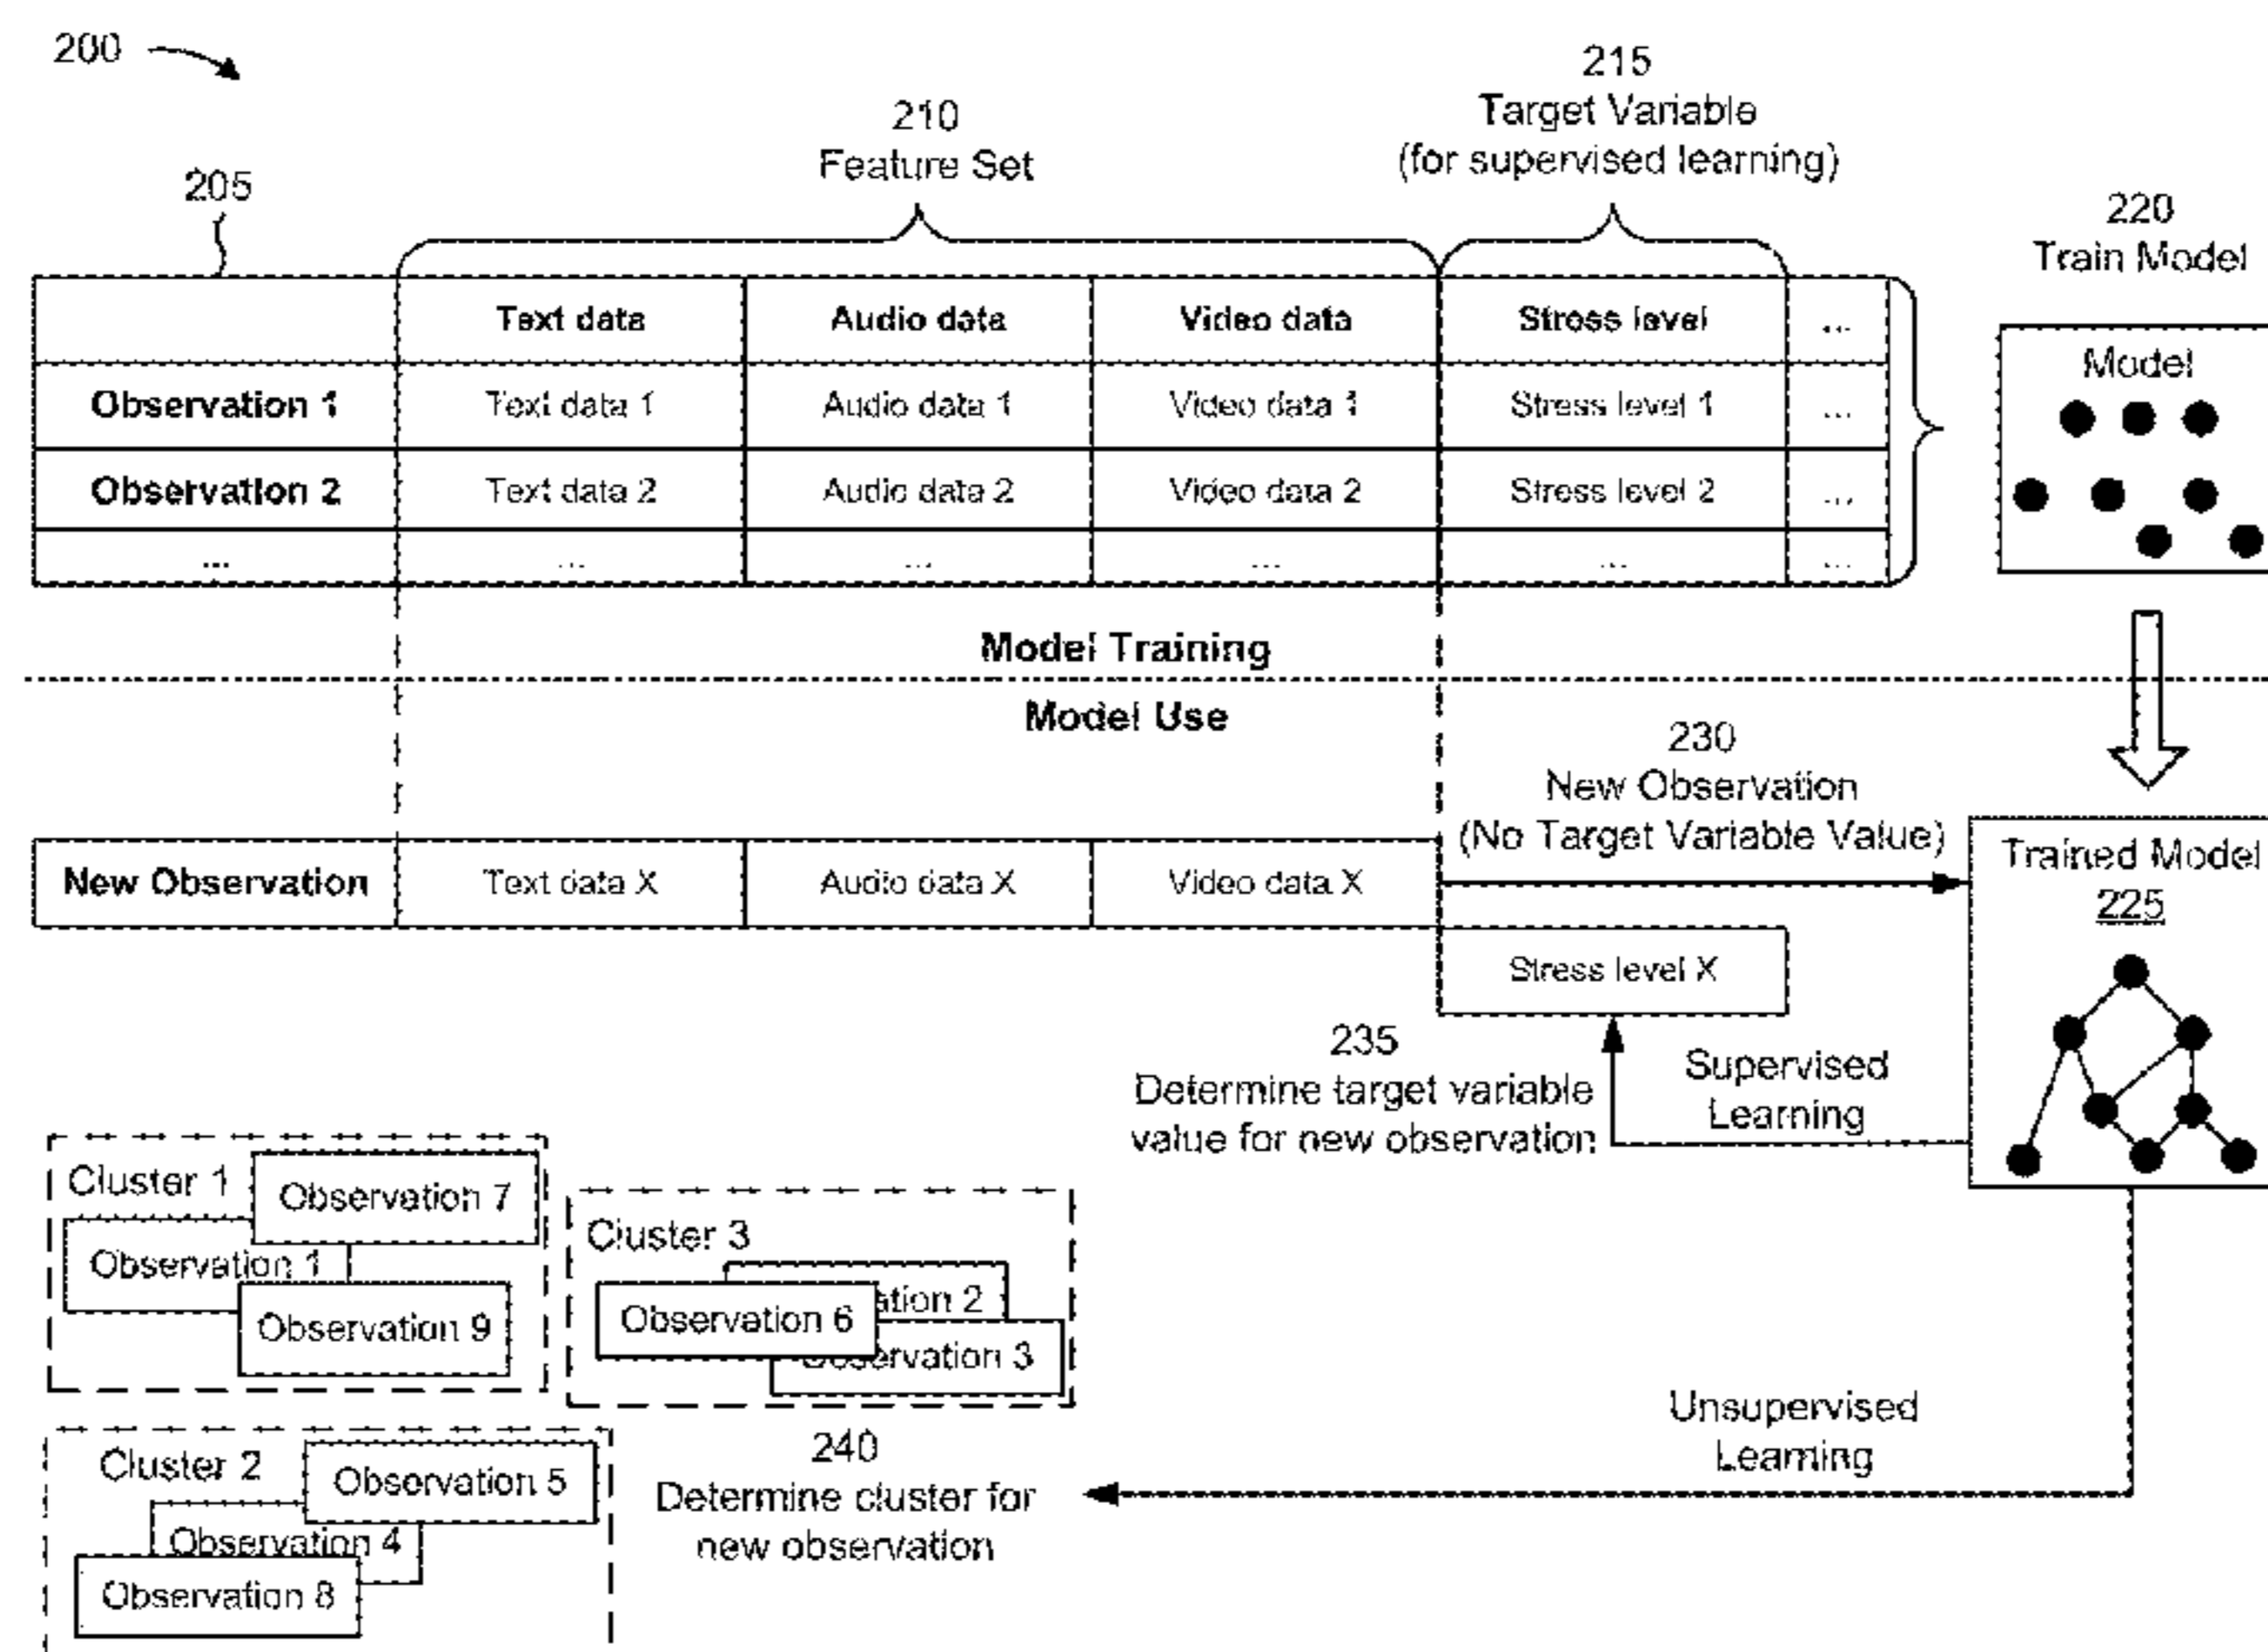 200
215
Target Variable
(for supervised learning)
210
Feature Set
205
220
Train Model
Text data Audio data Video data Stress level ...
Observation 1 Text data 1 Audio data 1 Video data 1 Stress level 1 ...
Observation 2 Text data 2 Audio data 2 Video data 2 Stress level 2 ...
... ... ... ... ... ...
Model
Model Training
Model Use
230
New Observation
(No Target Variable Value)
New Observation Text data X Audio data X Video data X
Trained Model
225
Stress level X
235
Determine target variable
value for new observation
Supervised
Learning
Cluster 1
Observation 7
Observation 1
Observation 9
Cluster 3
ation 2
Observation 6
ervation 3
Unsupervised
Learning
Cluster 2
Observation 5
Observation 4
Observation 8
240
Determine cluster for
new observation